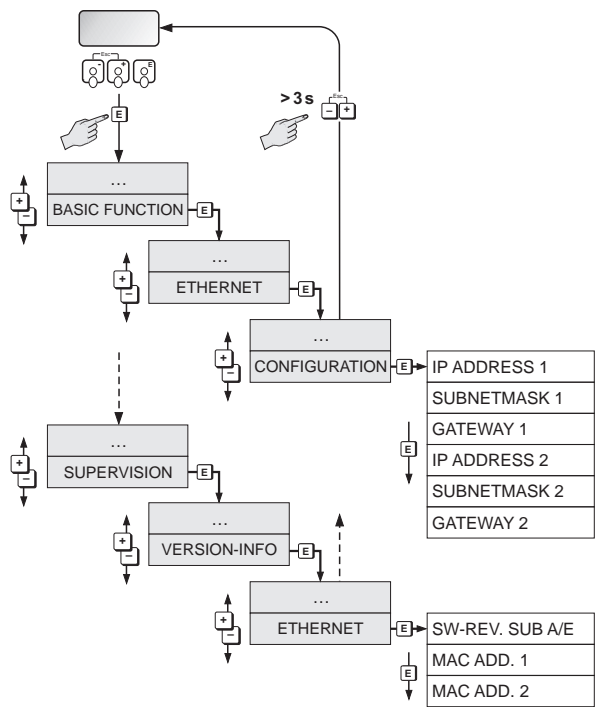 Esc
- + E
E
> 3 s
Esc
- +
…
BASIC FUNCTION
E
+
-
…
ETHERNET
E
+
-
…
CONFIGURATION
E
+
-
IP ADDRESS 1
SUBNETMASK 1
GATEWAY 1
IP ADDRESS 2
SUBNETMASK 2
GATEWAY 2
E
…
SUPERVISION
E
+
-
…
VERSION-INFO
E
+
-
…
ETHERNET
E
+
-
SW-REV. SUB A/E
MAC ADD. 1
MAC ADD. 2
E